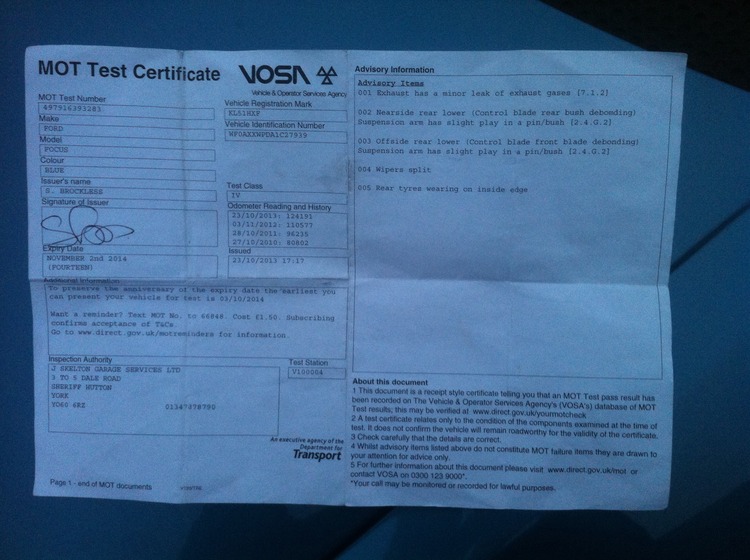 MOT Test Certificate
VOSA
Vehicle & Operator Services Agency
MOT Test Number
497916393283
Make
FORD
Model
FOCUS
Colour
BLUE
Issuer's name
S. BROCKLESS
Signature of Issuer
Expiry Date
NOVEMBER 2nd 2014
(FOURTEEN)
Vehicle Registration Mark
KL51HXF
Vehicle Identification Number
Test Class
IV
Odometer Reading and History
23/10/2013: 124191
03/11/2012: 110577
28/10/2011: 96235
27/10/2010: 80802
Issued
23/10/2013 17:17
Additional Information
To preserve the anniversary of the expiry date the earliest you
can present your vehicle for test is 03/10/2014
Want a reminder? Text MOT No. to 66848. Cost £1.50. Subscribing
confirms acceptance of T&Cs.
Go to www.direct.gov.uk/motreminders for information.
Inspection Authority
J SKELTON GARAGE SERVICES LTD
3 TO 5 DALE ROAD
SHERIFF HUTTON
YORK
YO60 6RZ 01347878790
Test Station
V100004
An executive agency of the
Department for
Transport
Page 1 - end of MOT documents
Advisory Information
Advisory Items
001 Exhaust has a minor leak of exhaust gases [7.1.2]
002 Nearside rear lower (Control blade rear bush debonding)
Suspension arm has slight play in a pin/bush [2.4.G.2]
003 Offside rear lower (Control blade front blade debonding)
Suspension arm has slight play in a pin/bush [2.4.G.2]
004 Wipers split
005 Rear tyres wearing on inside edge
About this document
1 This document is a receipt style certificate telling you that an MOT Test pass result has
been recorded on The Vehicle & Operator Services Agency's (VOSA's) database of MOT
Test results; this may be verified at www.direct.gov.uk/yourmotcheck
2 A test certificate relates only to the condition of the components examined at the time of
test. It does not confirm the vehicle will remain roadworthy for the validity of the certificate.
3 Check carefully that the details are correct.
4 Whilst advisory items listed above do not constitute MOT failure items they are drawn to
your attention for advice only.
5 For further information about this document please visit www.direct.gov.uk/mot or
contact VOSA on 0300 123 9000*.
*Your call may be monitored or recorded for lawful purposes.